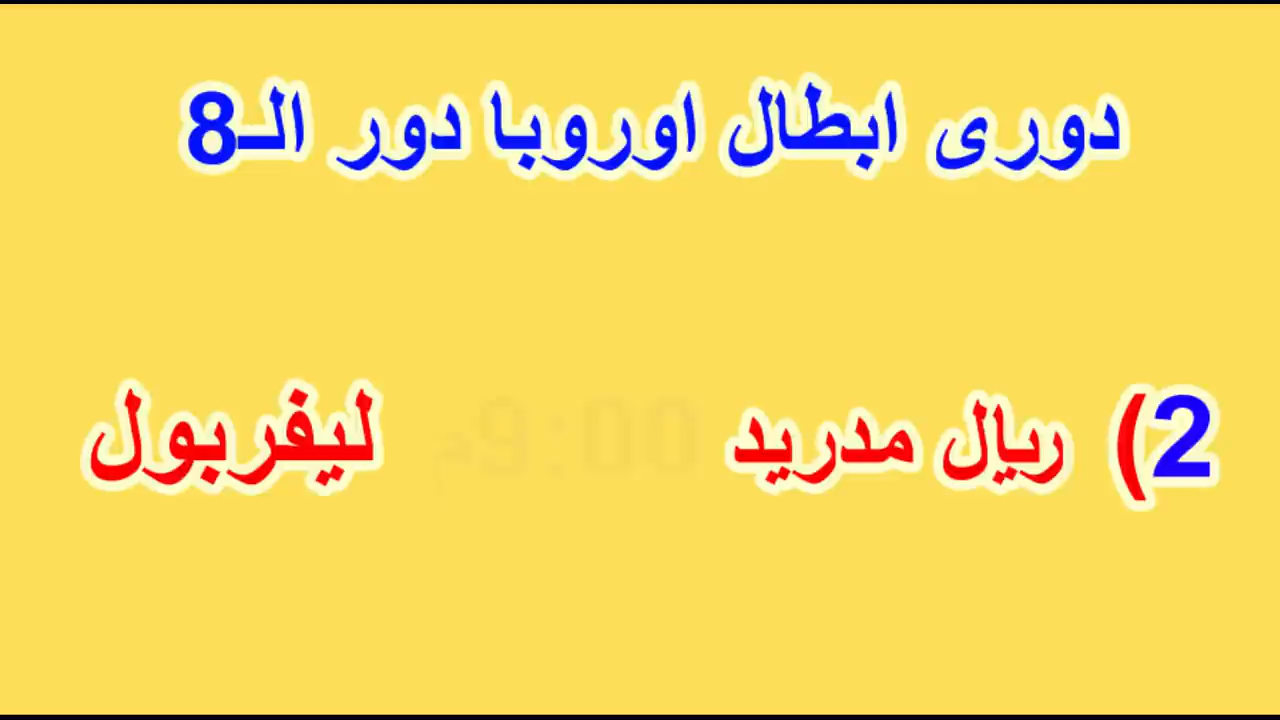 دورى ابطال اوروبا دور الـ8
2) ريال مدريد 9:00م ليفربول